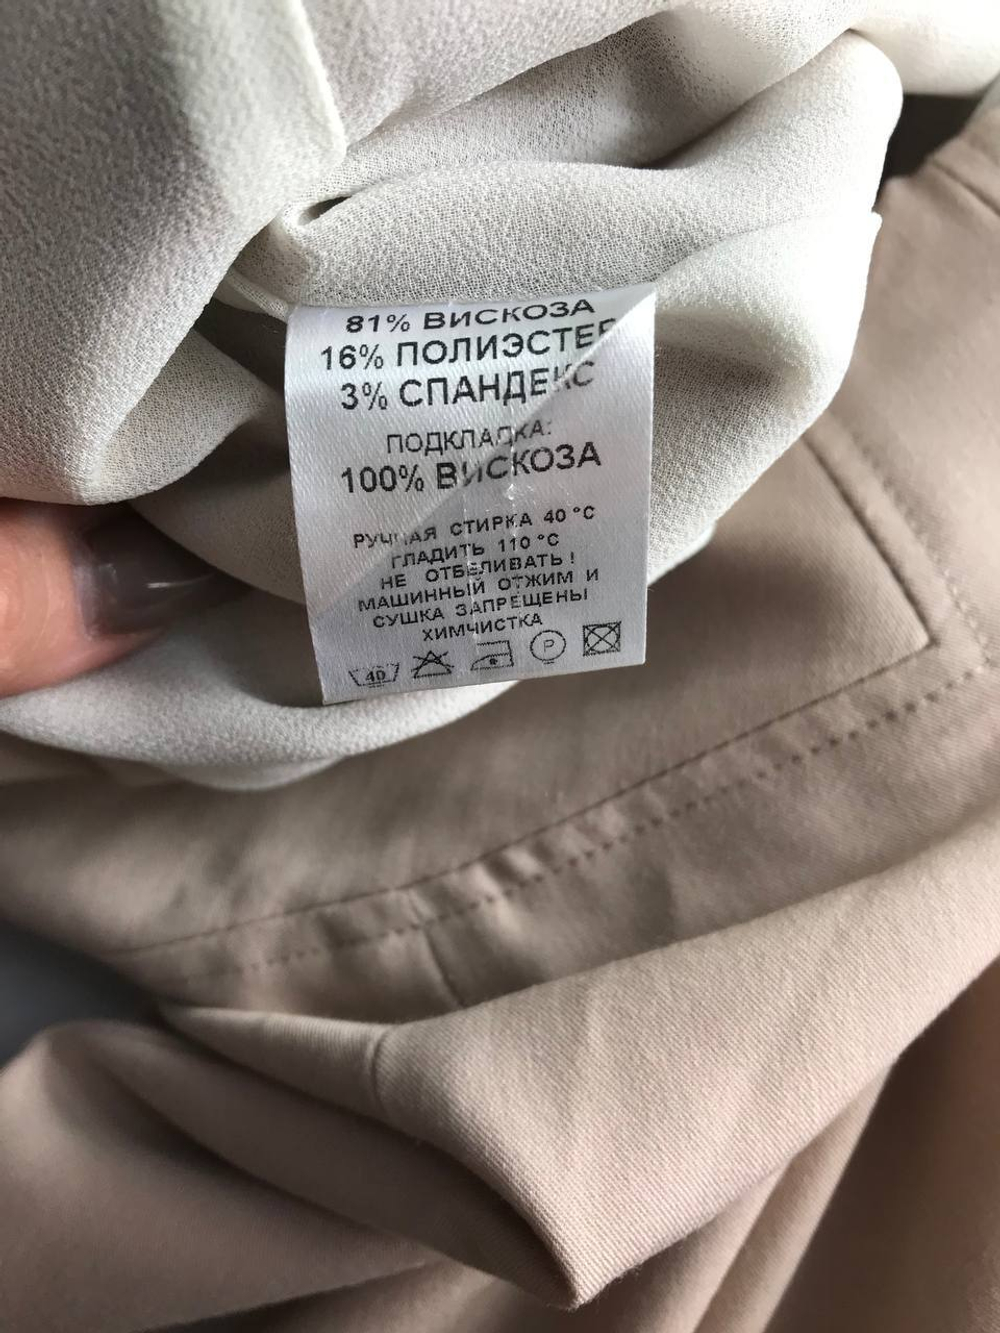 81% ВИСКОЗА
16% ПОЛИЭСТЕР
3% СПАНДЕКС
ПОДКЛАДКА:
100% ВИСКОЗА
РУЧНАЯ СТИРКА 40 °С
ГЛАДИТЬ 110 °С
НЕ ОТБЕЛИВАТЬ!
МАШИННЫЙ ОТЖИМ И
СУШКА ЗАПРЕЩЕНЫ
ХИМЧИСТКА
40 P